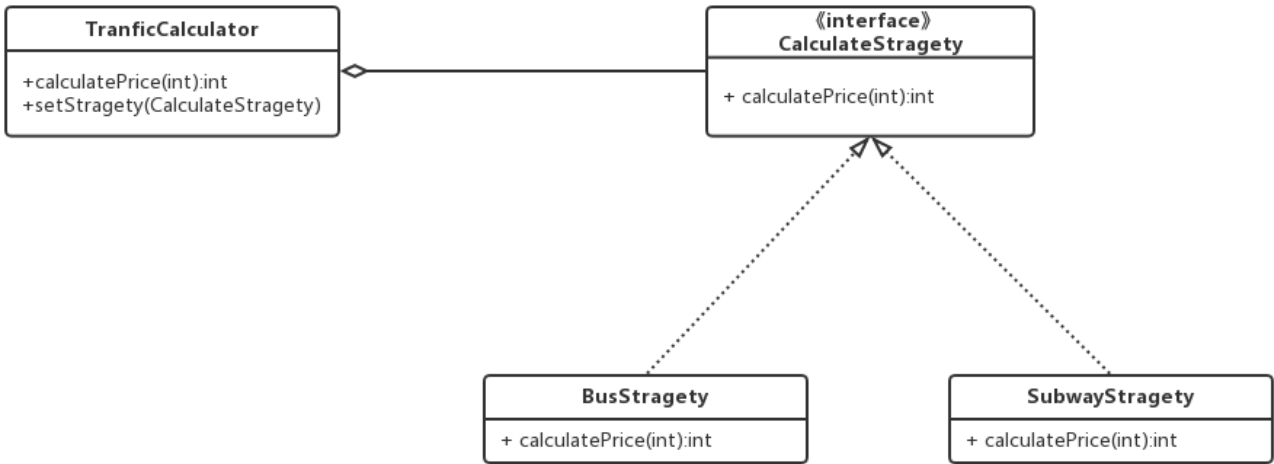 TranficCalculator
+calculatePrice(int):int
+setStragety(CalculateStragety)
《interface》
CalculateStragety
+ calculatePrice(int):int
BusStragety
+ calculatePrice(int):int
SubwayStragety
+ calculatePrice(int):int